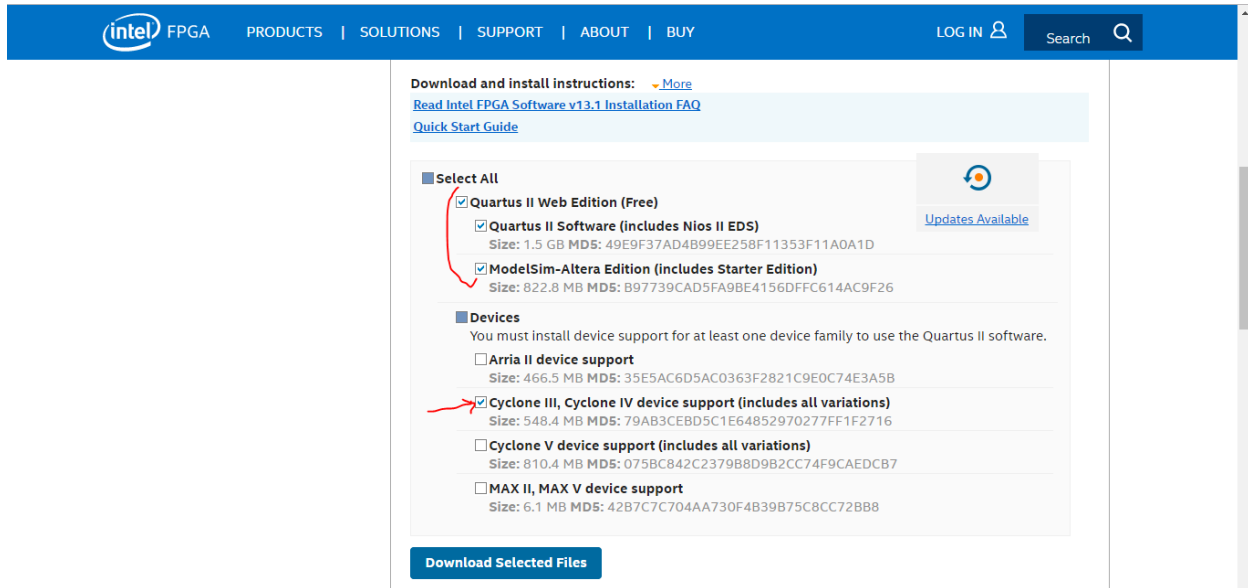 intel FPGA PRODUCTS | SOLUTIONS | SUPPORT | ABOUT | BUY LOG IN Search
Download and install instructions: More
Read Intel FPGA Software v13.1 Installation FAQ
Quick Start Guide
Select All
Quartus II Web Edition (Free)
Updates Available
Quartus II Software (includes Nios II EDS)
Size: 1.5 GB MD5: 49E9F37AD4B99EE258F11353F11A0A1D
ModelSim-Altera Edition (includes Starter Edition)
Size: 822.8 MB MD5: B97739CAD5FA9BE4156DFFC614AC9F26
Devices
You must install device support for at least one device family to use the Quartus II software.
Arria II device support
Size: 466.5 MB MD5: 35E5AC6D5AC0363F2821C9E0C74E3A5B
Cyclone III, Cyclone IV device support (includes all variations)
Size: 548.4 MB MD5: 79AB3CEBD5C1E64852970277FF1F2716
Cyclone V device support (includes all variations)
Size: 810.4 MB MD5: 075BC842C2379B8D9B2CC74F9CAEDCB7
MAX II, MAX V device support
Size: 6.1 MB MD5: 42B7C7C704AA730F4B39B75C8CC72BB8
Download Selected Files